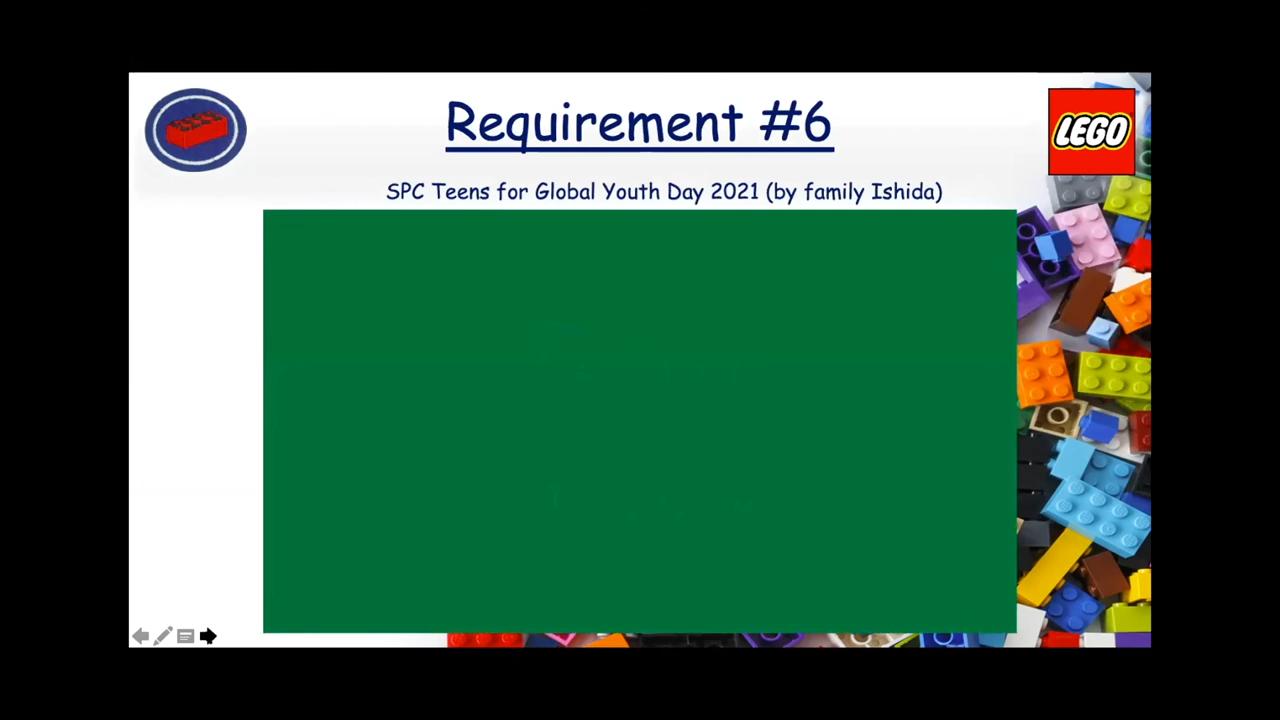 Requirement #6
LEGO
SPC Teens for Global Youth Day 2021 (by family Ishida)